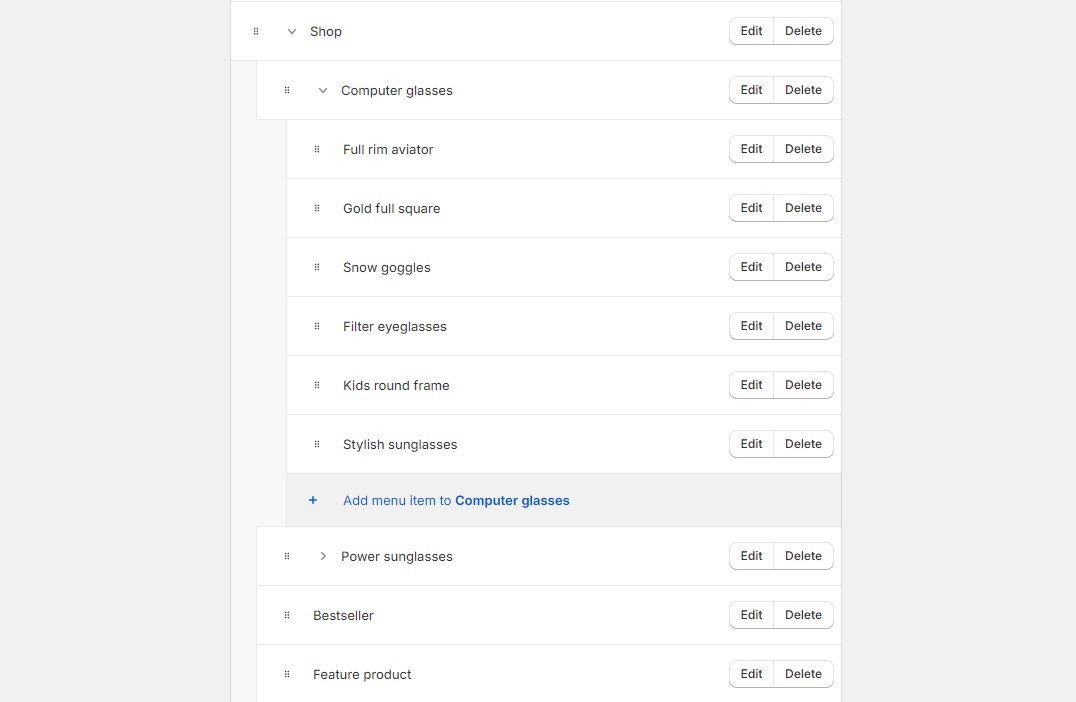 Shop Edit Delete
Computer glasses Edit Delete
Full rim aviator Edit Delete
Gold full square Edit Delete
Snow goggles Edit Delete
Filter eyeglasses Edit Delete
Kids round frame Edit Delete
Stylish sunglasses Edit Delete
+ Add menu item to Computer glasses
Power sunglasses Edit Delete
Bestseller Edit Delete
Feature product Edit Delete